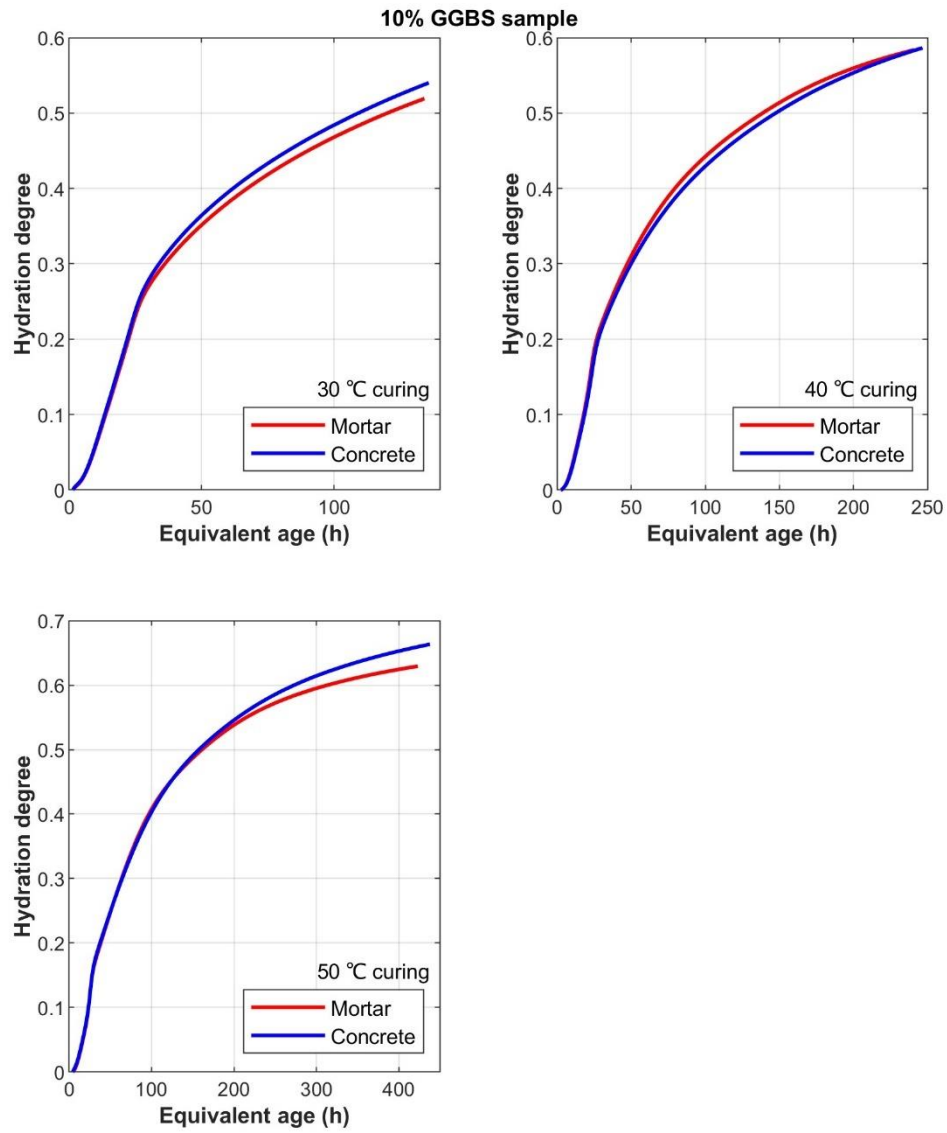 10% GGBS sample
0.6
0.5
0.4
0.3
0.2
0.1
0
Hydration degree
0
50
100
Equivalent age (h)
30 ℃ curing
Mortar
Concrete
0.6
0.5
0.4
0.3
0.2
0.1
0
Hydration degree
0
50
100
150
200
250
Equivalent age (h)
40 ℃ curing
Mortar
Concrete
0.7
0.6
0.5
0.4
0.3
0.2
0.1
0
Hydration degree
0
100
200
300
400
Equivalent age (h)
50 ℃ curing
Mortar
Concrete